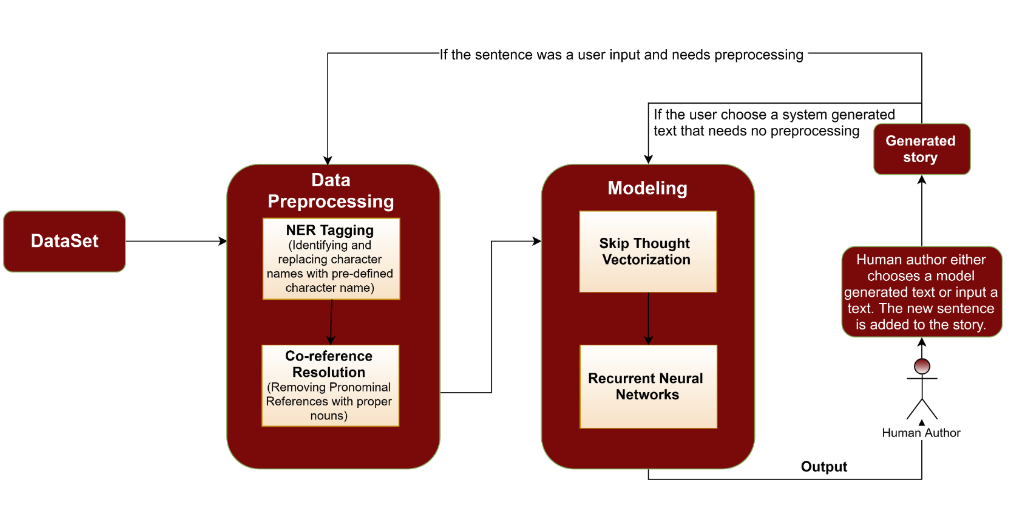 If the sentence was a user input and needs preprocessing
If the user choose a system generated
text that needs no preprocessing
Generated
story
DataSet
Data
Preprocessing
NER Tagging
(Identifying and
replacing character
names with pre-defined
character name)
Co-reference
Resolution
(Removing Pronominal
References with proper
nouns)
Modeling
Skip Thought
Vectorization
Recurrent Neural
Networks
Human author either
chooses a model
generated text or input a
text. The new sentence
is added to the story.
Human Author
Output